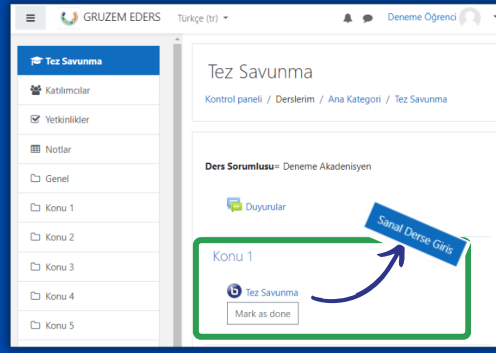 GRUZEM EDERS
Türkçe (tr)
Deneme Öğrenci
Tez Savunma
Katılımcılar
Yetkinlikler
Notlar
Genel
Konu 1
Konu 2
Konu 3
Konu 4
Konu 5
Tez Savunma
Kontrol paneli / Derslerim / Ana Kategori / Tez Savunma
Ders Sorumlusu= Deneme Akadenisyen
Duyurular
Sanal Derse Giris
Konu 1
b
Tez Savunma
Mark as done